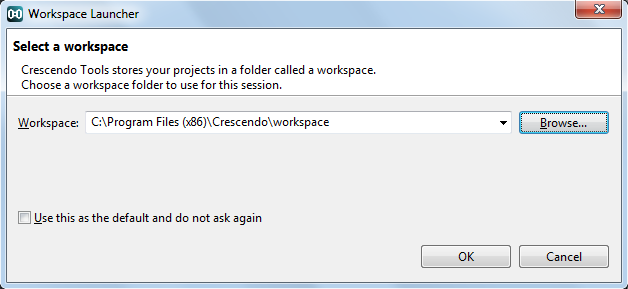 Workspace Launcher
Select a workspace
Crescendo Tools stores your projects in a folder called a workspace.
Choose a workspace folder to use for this session.
Workspace: C:\Program Files (x86)\Crescendo\workspace Browse...
Use this as the default and do not ask again
OK Cancel